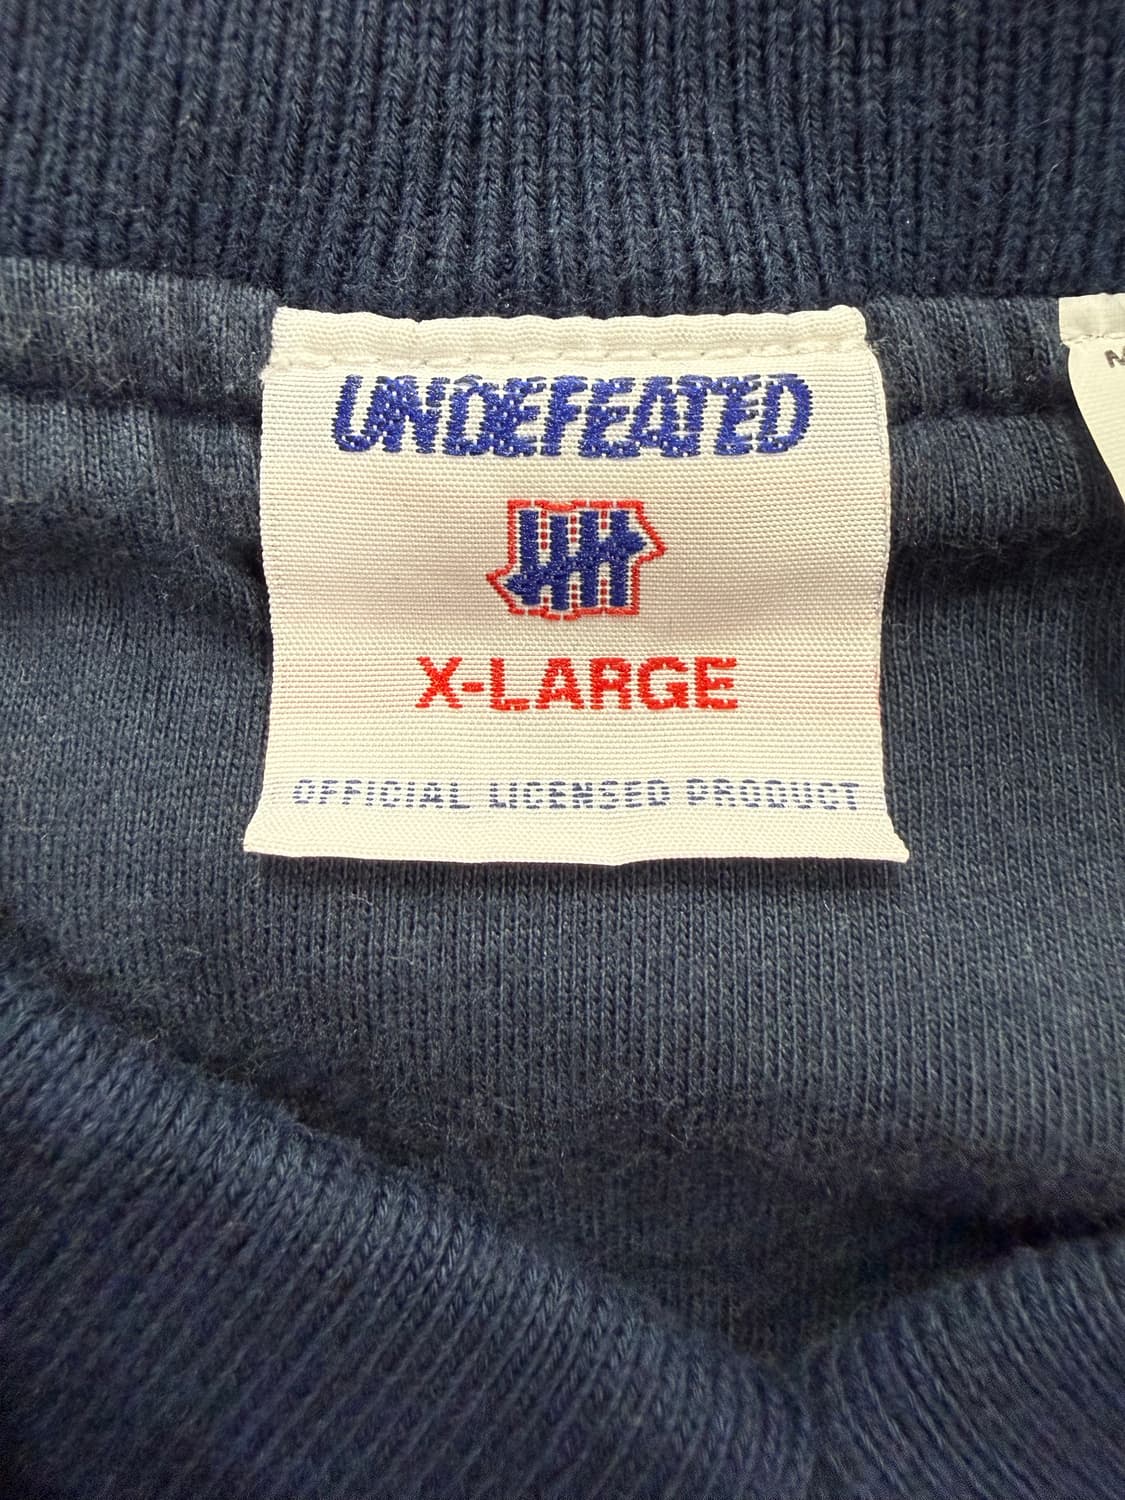 UNDEFEATED
X-LARGE
OFFICIAL LICENSED PRODUCT